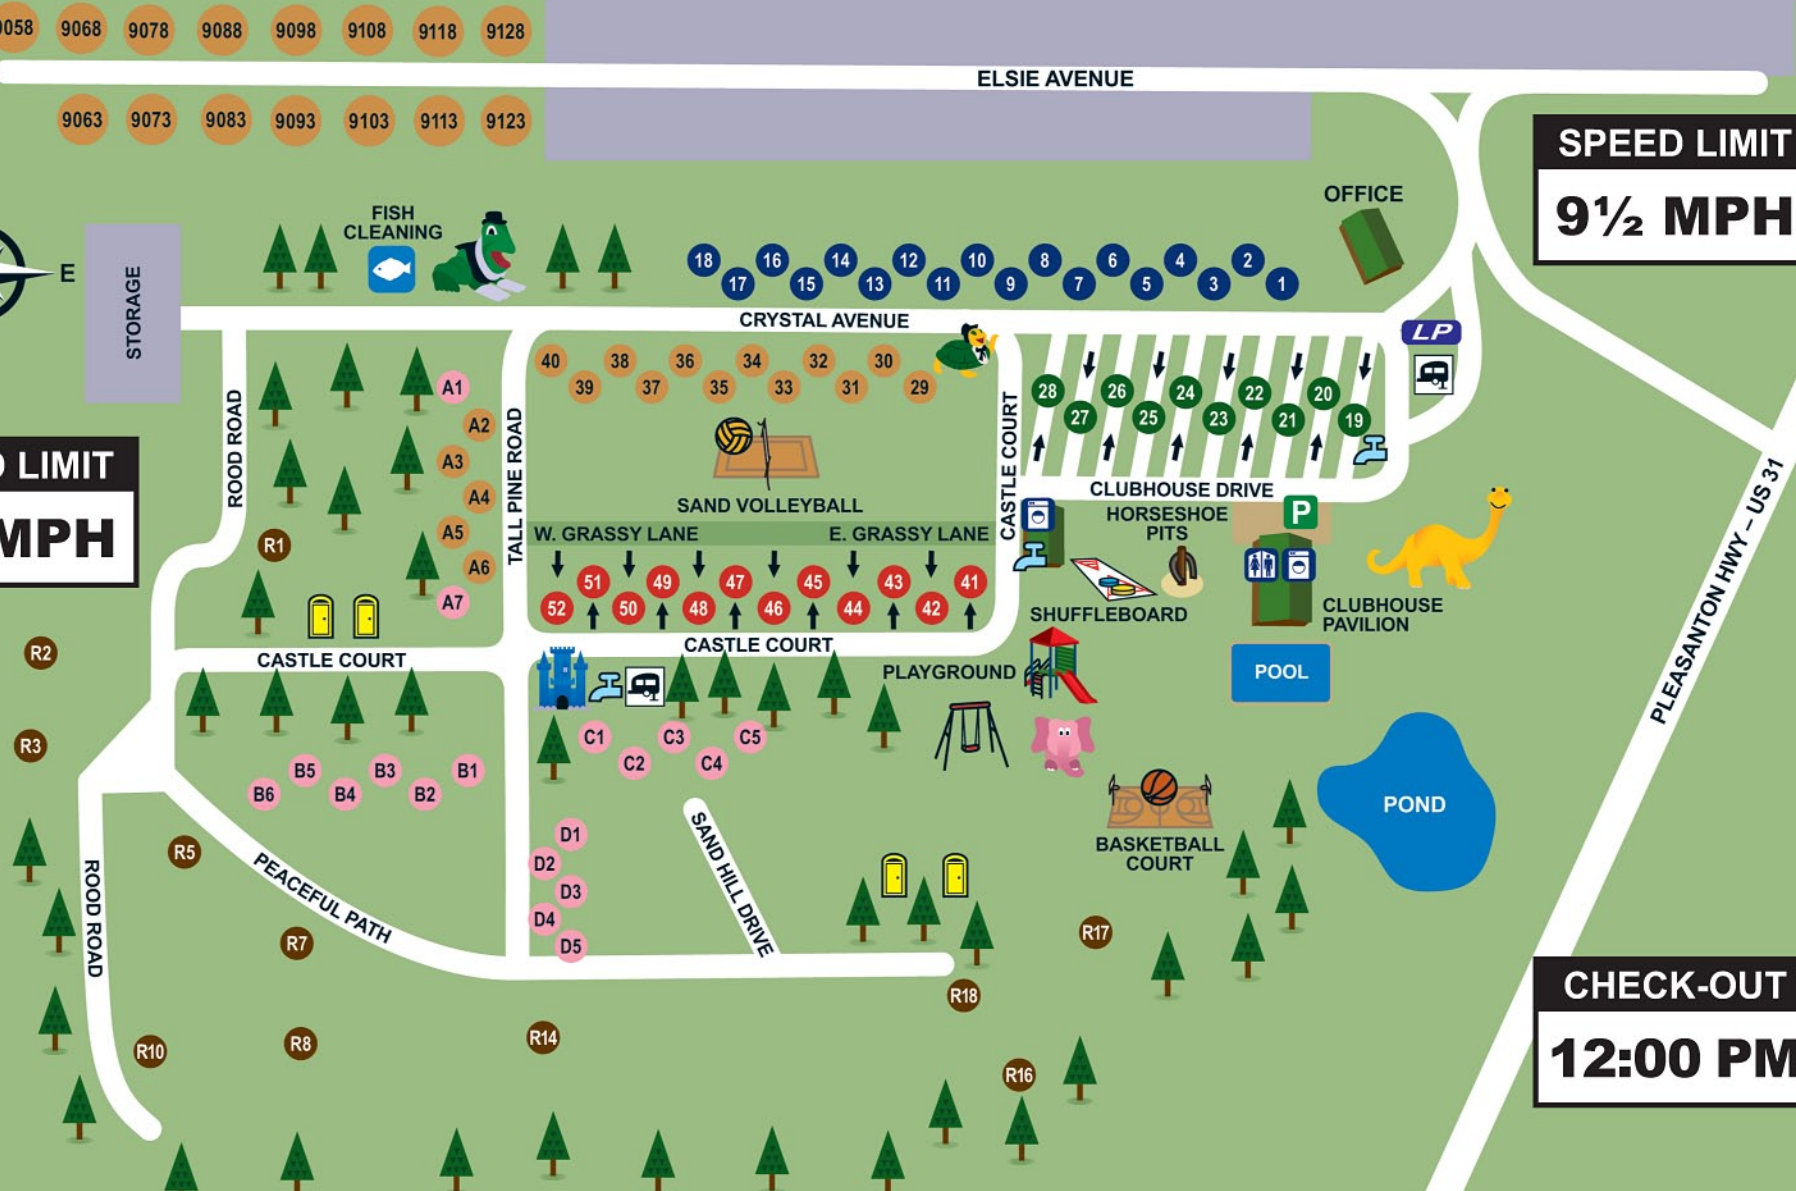 9058 9068 9078 9088 9098 9108 9118 9128
ELSIE AVENUE
9063 9073 9083 9093 9103 9113 9123
SPEED LIMIT
9½ MPH
OFFICE
FISH
CLEANING
E
STORAGE
18 16 14 12 10 8 6 4 2
17 15 13 11 9 7 5 3 1
CRYSTAL AVENUE
LP
40 38 36 34 32 30
39 37 35 33 31 29
28 26 24 22 20
27 25 23 21 19
A1
A2
A3
A4
A5
A6
A7
ROOD ROAD
TALL PINE ROAD
CASTLE COURT
SAND VOLLEYBALL
CLUBHOUSE DRIVE
LIMIT
MPH
W. GRASSY LANE
E. GRASSY LANE
HORSESHOE
PITS
P
51 49 47 45 43 41
52 50 48 46 44 42
R1
R2
R3
SHUFFLEBOARD
CLUBHOUSE
PAVILION
CASTLE COURT
CASTLE COURT
PLAYGROUND
POOL
PLEASANTON HWY – US 31
C1 C3 C5
C2 C4
B5 B3 B1
B6 B4 B2
POND
D1
D2
D3
D4
D5
SAND HILL DRIVE
BASKETBALL
COURT
R5
PEACEFUL PATH
ROOD ROAD
R7
R17
R18
R10
R8
R14
R16
CHECK-OUT
12:00 PM